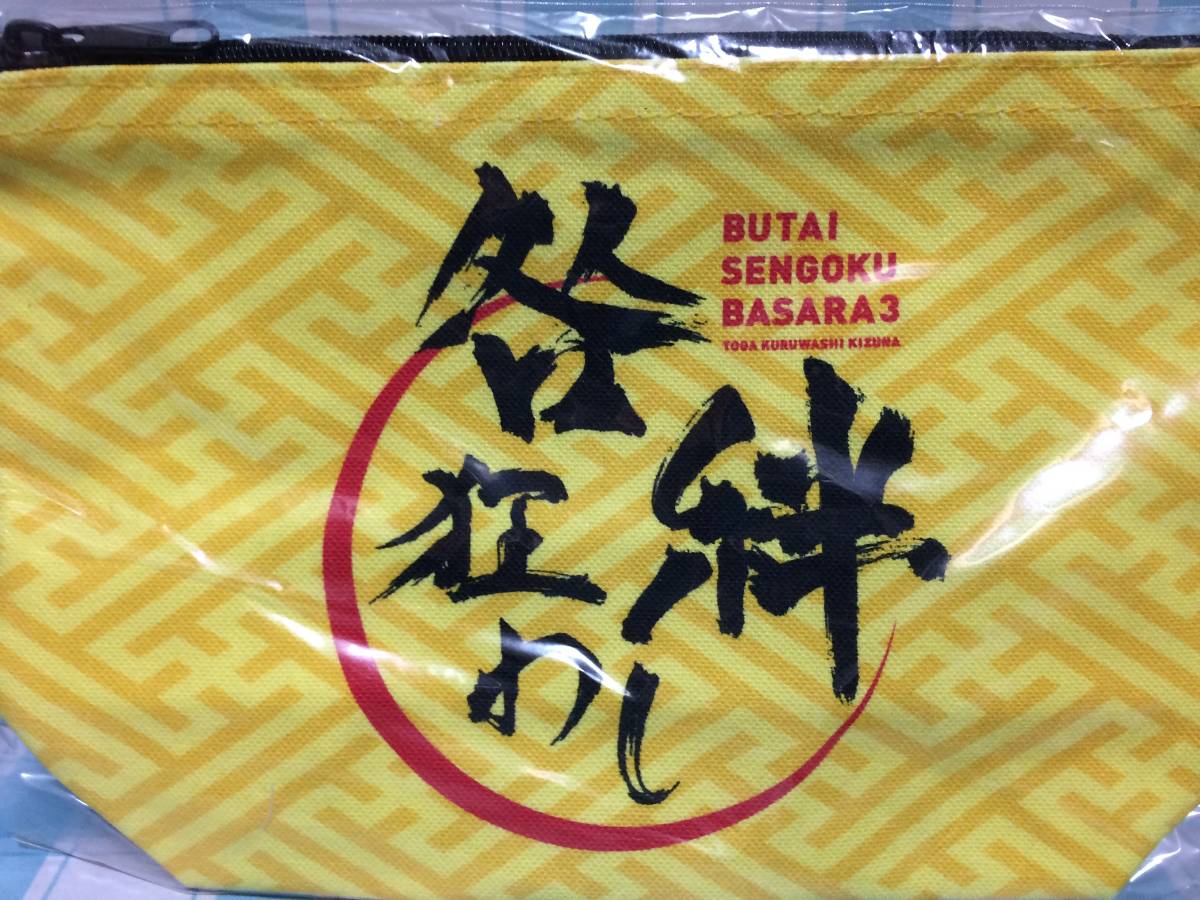 咎
狂
わし
絆
BUTAI
SENGOKU
BASARA3
TOGA KURUWASHI KIZUNA